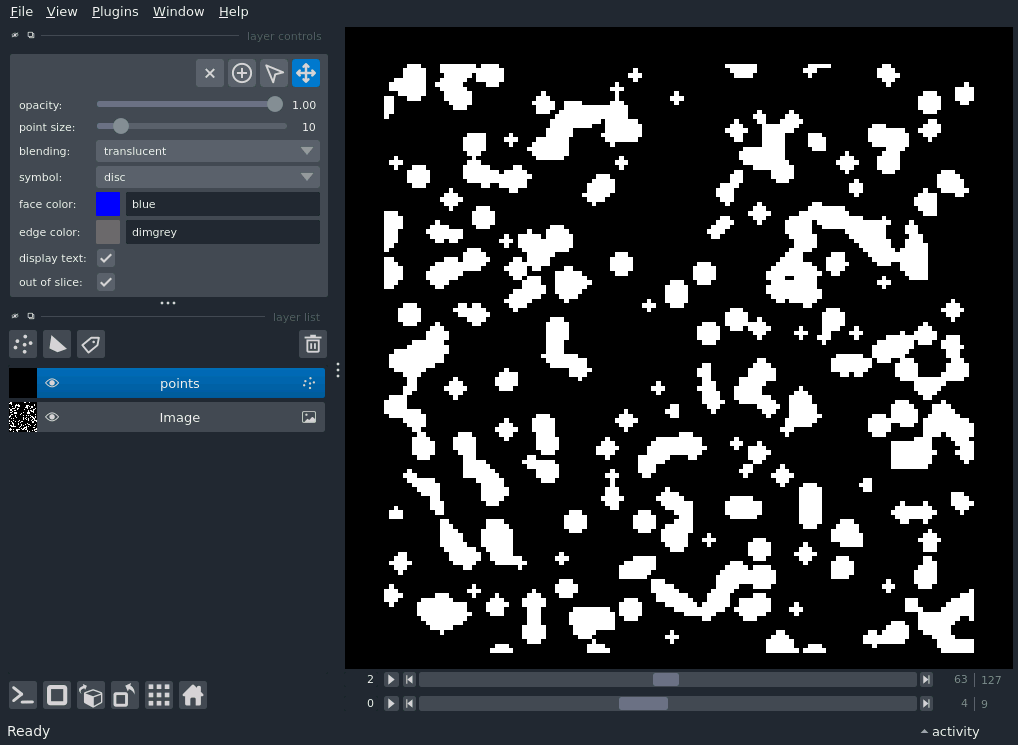 File View Plugins Window Help
layer controls
opacity: 1.00
point size: 10
blending: translucent
symbol: disc
face color: blue
edge color: dimgrey
display text:
out of slice:
layer list
points
Image
2 63 127
0 4 9
Ready activity